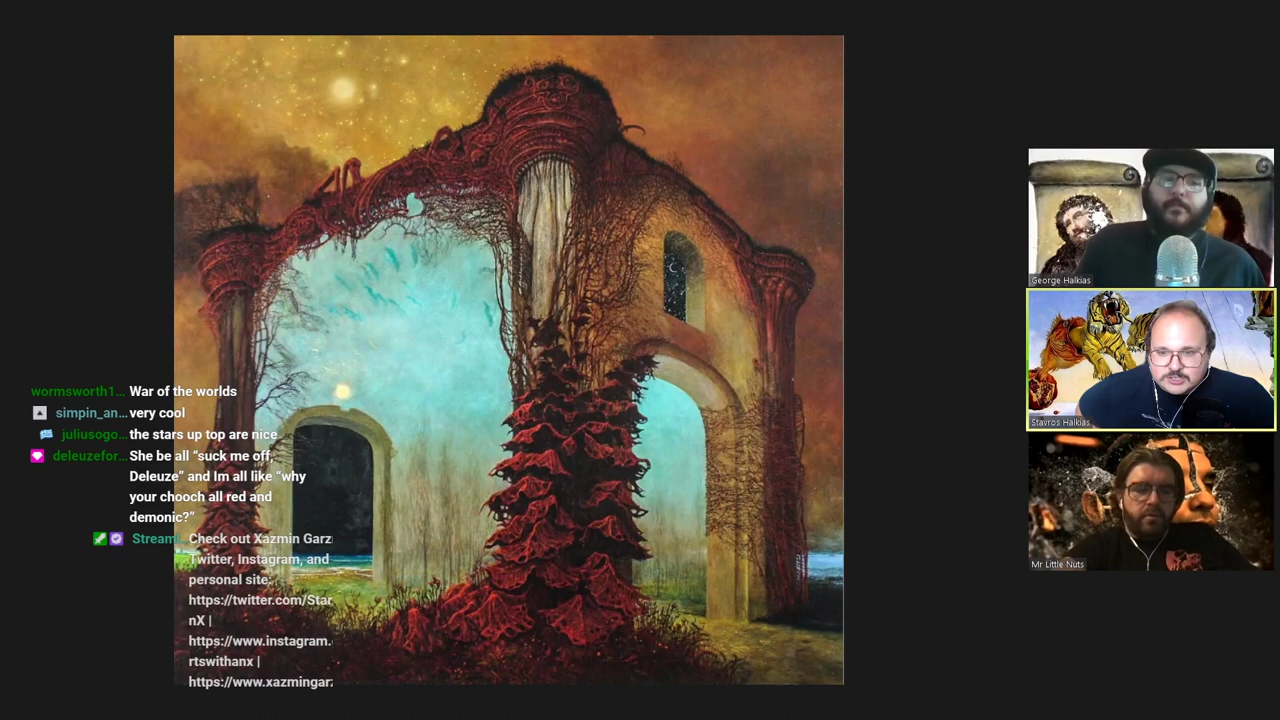 wormsworth1... War of the worlds
simpin_an... very cool
juliusogo... the stars up top are nice
deleuzefor... She be all “suck me off,
Deleuze” and Im all like “why
your chooch all red and
demonic?”
Streaml... Check out Xazmin Garz
Twitter, Instagram, and
personal site:
https://twitter.com/Star
nX |
https://www.instagram.
rtswithanx |
https://www.xazmingar
George Halkias
Stavros Halkias
Mr Little Nuts